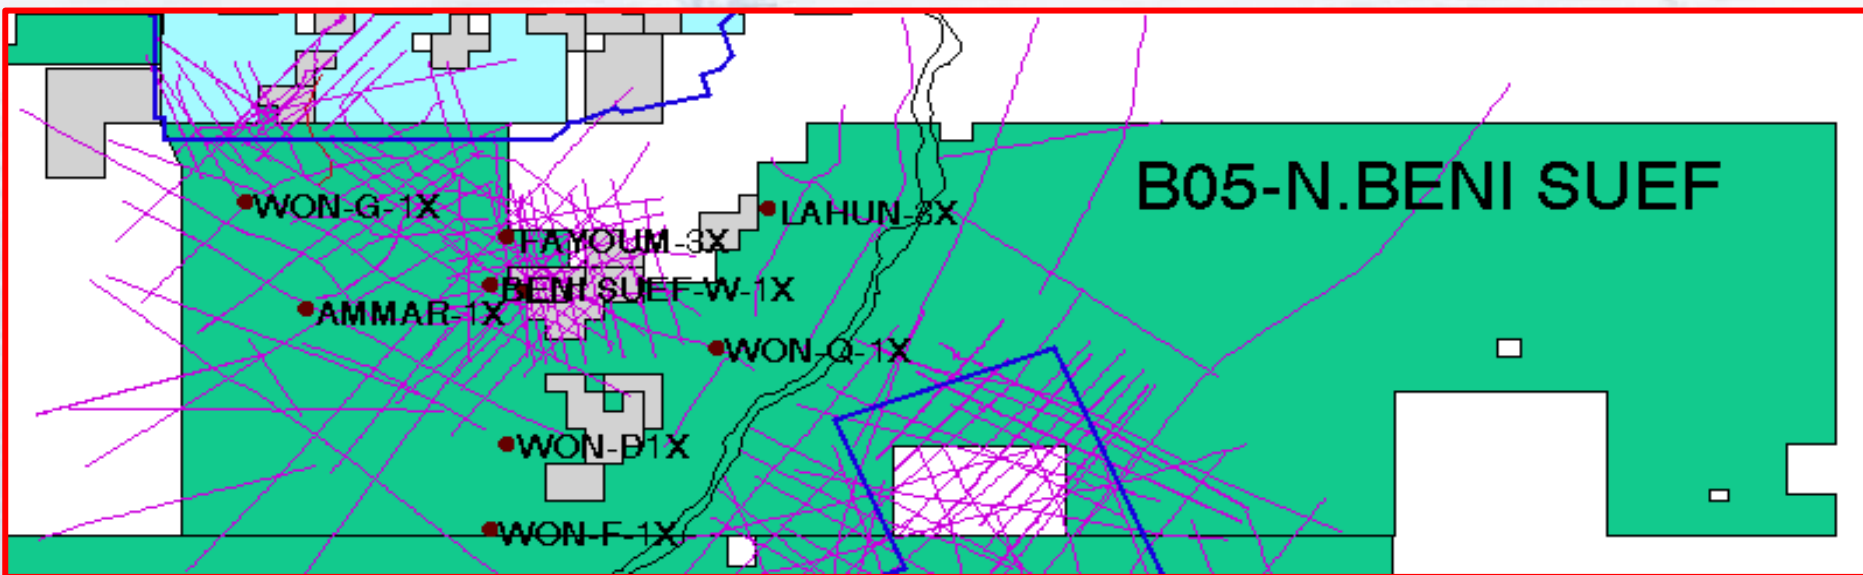 B05-N.BENI SUEF
WON-G-1X
LAHUN-3X
FAYOUM-3X
BENI SUEF-W-1X
AMMAR-1X
WON-Q-1X
WON-D1X
WON-F-1X